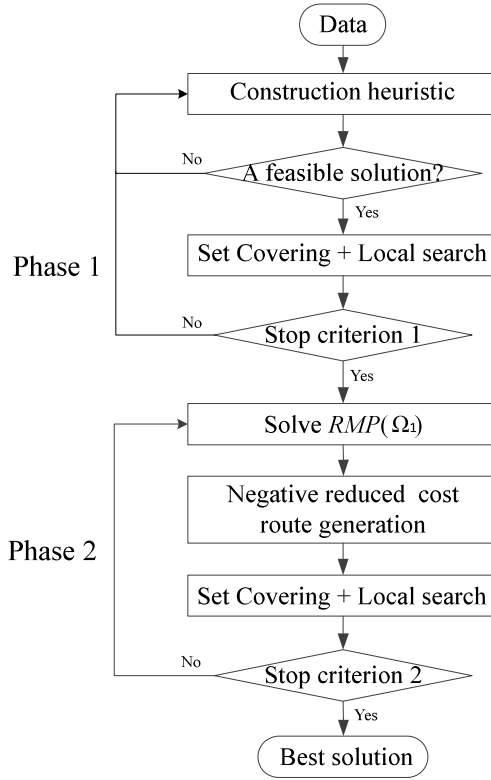 Data
Construction heuristic
No
A feasible solution?
Yes
Phase 1
Set Covering + Local search
No
Stop criterion 1
Yes
Solve RMP(Ω₁)
Negative reduced cost
route generation
Phase 2
Set Covering + Local search
No
Stop criterion 2
Yes
Best solution